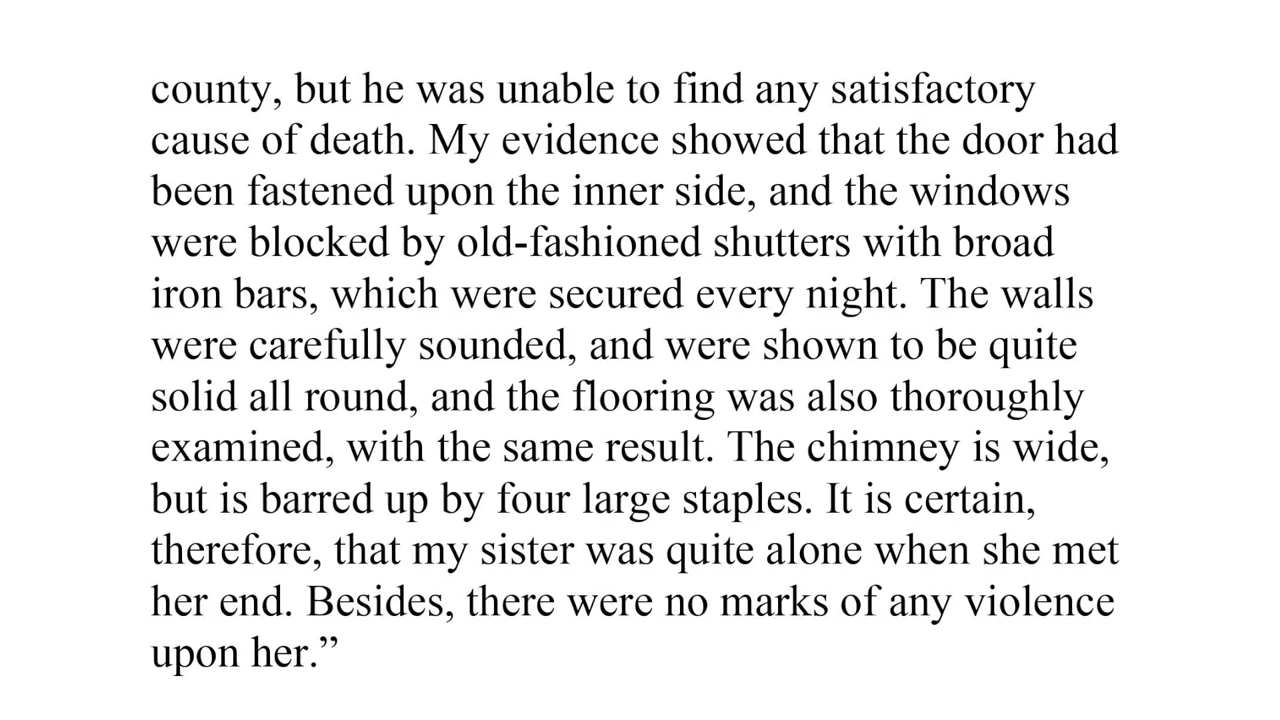 county, but he was unable to find any satisfactory
cause of death. My evidence showed that the door had
been fastened upon the inner side, and the windows
were blocked by old-fashioned shutters with broad
iron bars, which were secured every night. The walls
were carefully sounded, and were shown to be quite
solid all round, and the flooring was also thoroughly
examined, with the same result. The chimney is wide,
but is barred up by four large staples. It is certain,
therefore, that my sister was quite alone when she met
her end. Besides, there were no marks of any violence
upon her.”